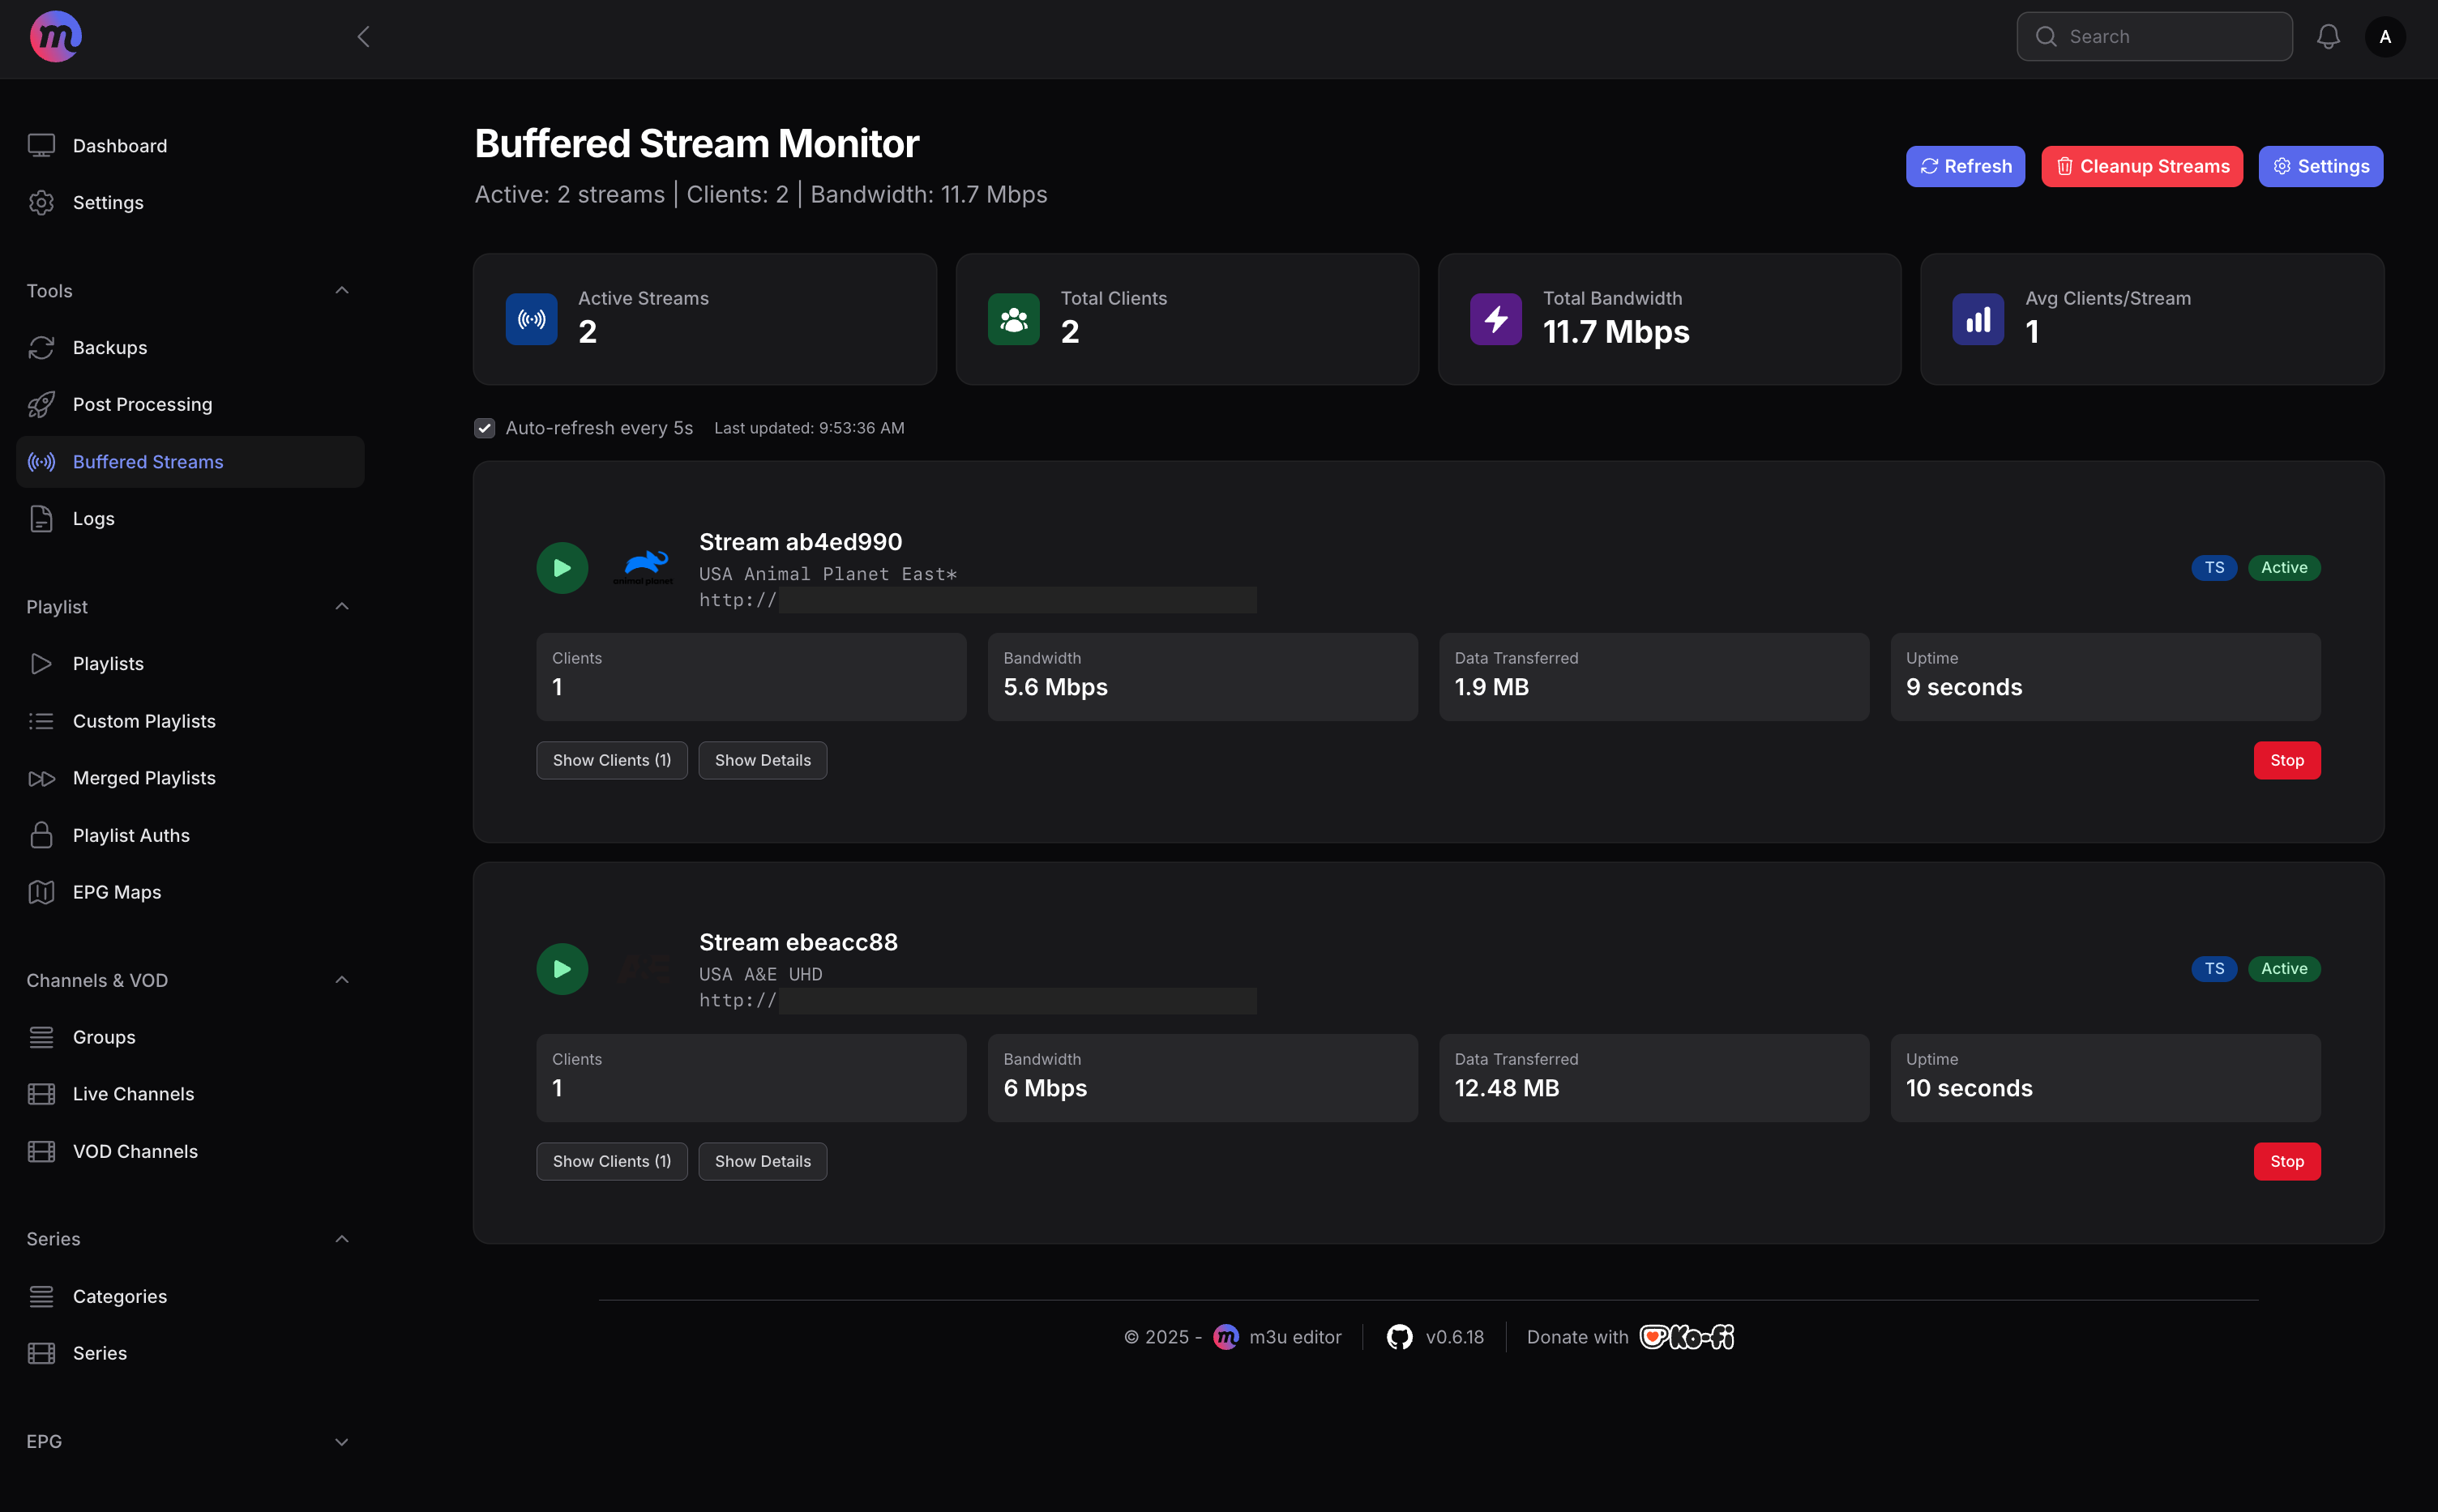 m
Search
A
Dashboard
Settings
Tools
Backups
Post Processing
Buffered Streams
Logs
Playlist
Playlists
Custom Playlists
Merged Playlists
Playlist Auths
EPG Maps
Channels & VOD
Groups
Live Channels
VOD Channels
Series
Categories
Series
EPG
Buffered Stream Monitor
Active: 2 streams | Clients: 2 | Bandwidth: 11.7 Mbps
Refresh
Cleanup Streams
Settings
Active Streams
2
Total Clients
2
Total Bandwidth
11.7 Mbps
Avg Clients/Stream
1
Auto-refresh every 5s
Last updated: 9:53:36 AM
animal planet
Stream ab4ed990
USA Animal Planet East*
http://
TS
Active
Clients
1
Bandwidth
5.6 Mbps
Data Transferred
1.9 MB
Uptime
9 seconds
Show Clients (1)
Show Details
Stop
A&E
Stream ebeacc88
USA A&E UHD
http://
TS
Active
Clients
1
Bandwidth
6 Mbps
Data Transferred
12.48 MB
Uptime
10 seconds
Show Clients (1)
Show Details
Stop
© 2025 - m m3u editor
v0.6.18
Donate with Ko-fi